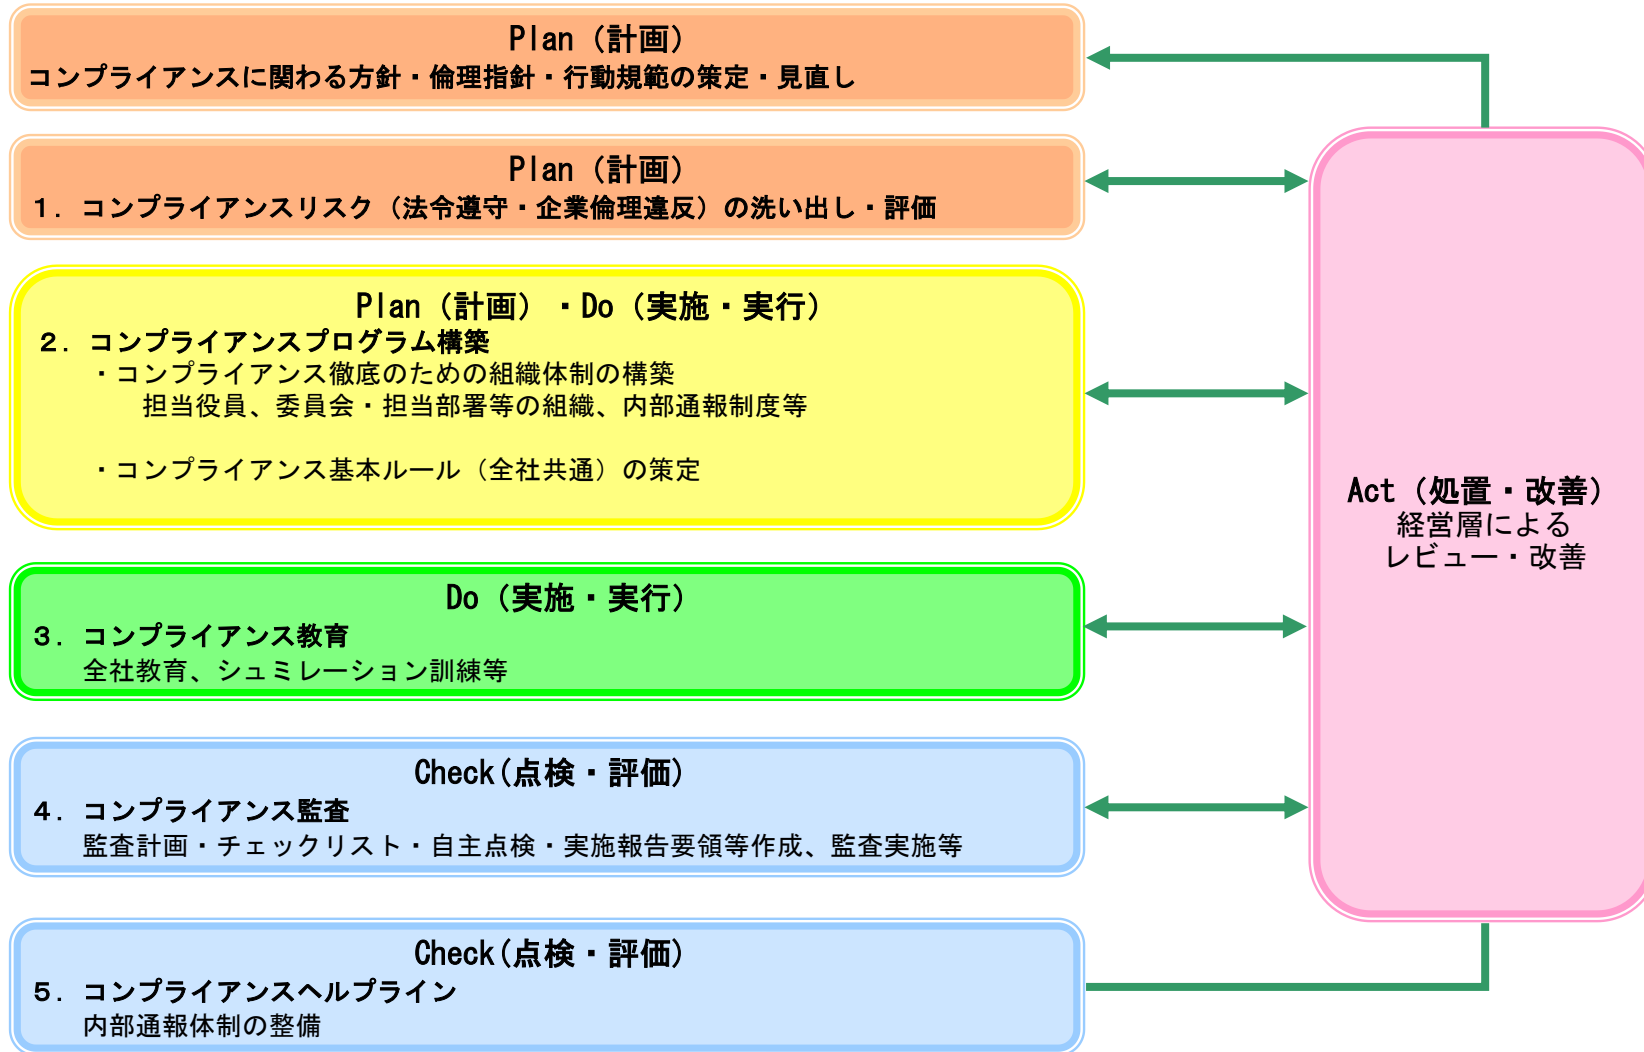 Plan（計画）
コンプライアンスに関わる方針・倫理指針・行動規範の策定・見直し
Plan（計画）
１．コンプライアンスリスク（法令遵守・企業倫理違反）の洗い出し・評価
Plan（計画）・Do（実施・実行）
２．コンプライアンスプログラム構築
・コンプライアンス徹底のための組織体制の構築
担当役員、委員会・担当部署等の組織、内部通報制度等
・コンプライアンス基本ルール（全社共通）の策定
Do（実施・実行）
３．コンプライアンス教育
全社教育、シュミレーション訓練等
Check(点検・評価)
４．コンプライアンス監査
監査計画・チェックリスト・自主点検・実施報告要領等作成、監査実施等
Check(点検・評価)
５．コンプライアンスヘルプライン
内部通報体制の整備
Act（処置・改善）
経営層による
レビュー・改善